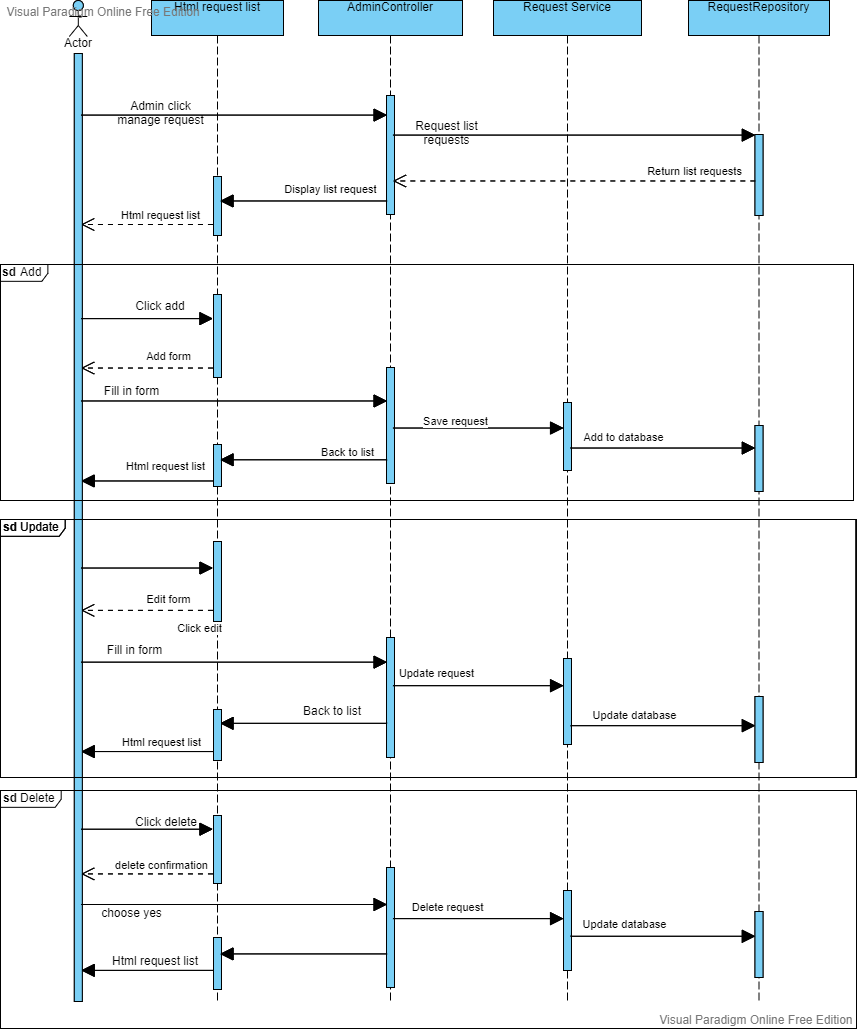 Visual Paradigm Online Free Edition
Html request list
AdminController
Request Service
RequestRepository
Actor
Admin click
manage request
Request list
requests
Return list requests
Display list request
Html request list
sd Add
Click add
Add form
Fill in form
Save request
Add to database
Back to list
Html request list
sd Update
Edit form
Click edit
Fill in form
Update request
Back to list
Update database
Html request list
sd Delete
Click delete
delete confirmation
choose yes
Delete request
Update database
Html request list
Visual Paradigm Online Free Edition